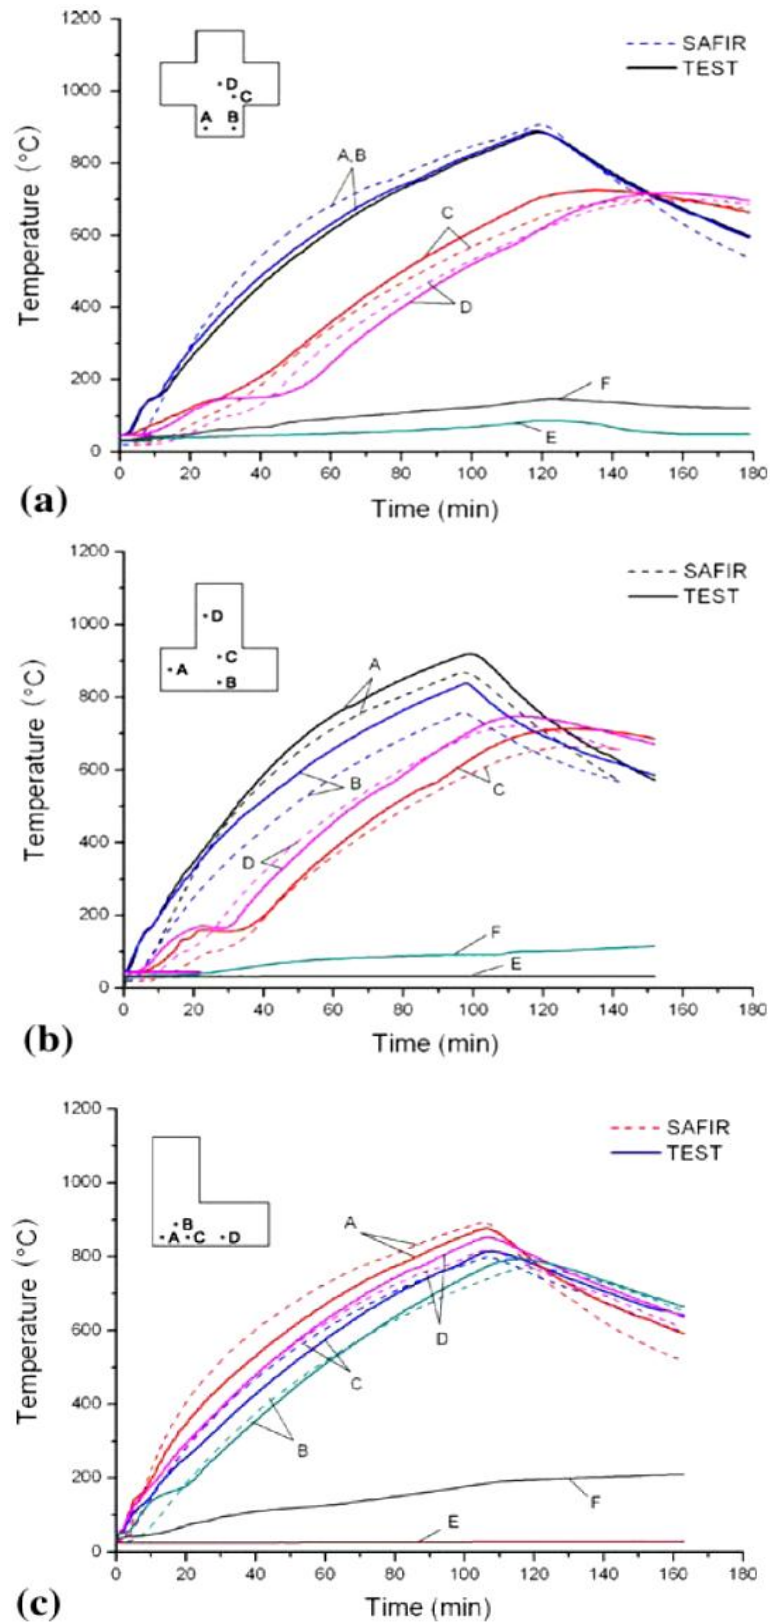 1200
1000
800
600
400
200
0
Temperature (°C)
SAFIR
TEST
D
C
A B
A,B
C
D
F
E
0 20 40 60 80 100 120 140 160 180
(a)
Time (min)
1200
1000
800
600
400
200
0
Temperature (°C)
SAFIR
TEST
D
C
A
B
A
B
C
D
F
E
0 20 40 60 80 100 120 140 160 180
(b)
Time (min)
1200
1000
800
600
400
200
0
Temperature (°C)
SAFIR
TEST
B
A C D
A
D
C
B
F
E
0 20 40 60 80 100 120 140 160 180
(c)
Time (min)